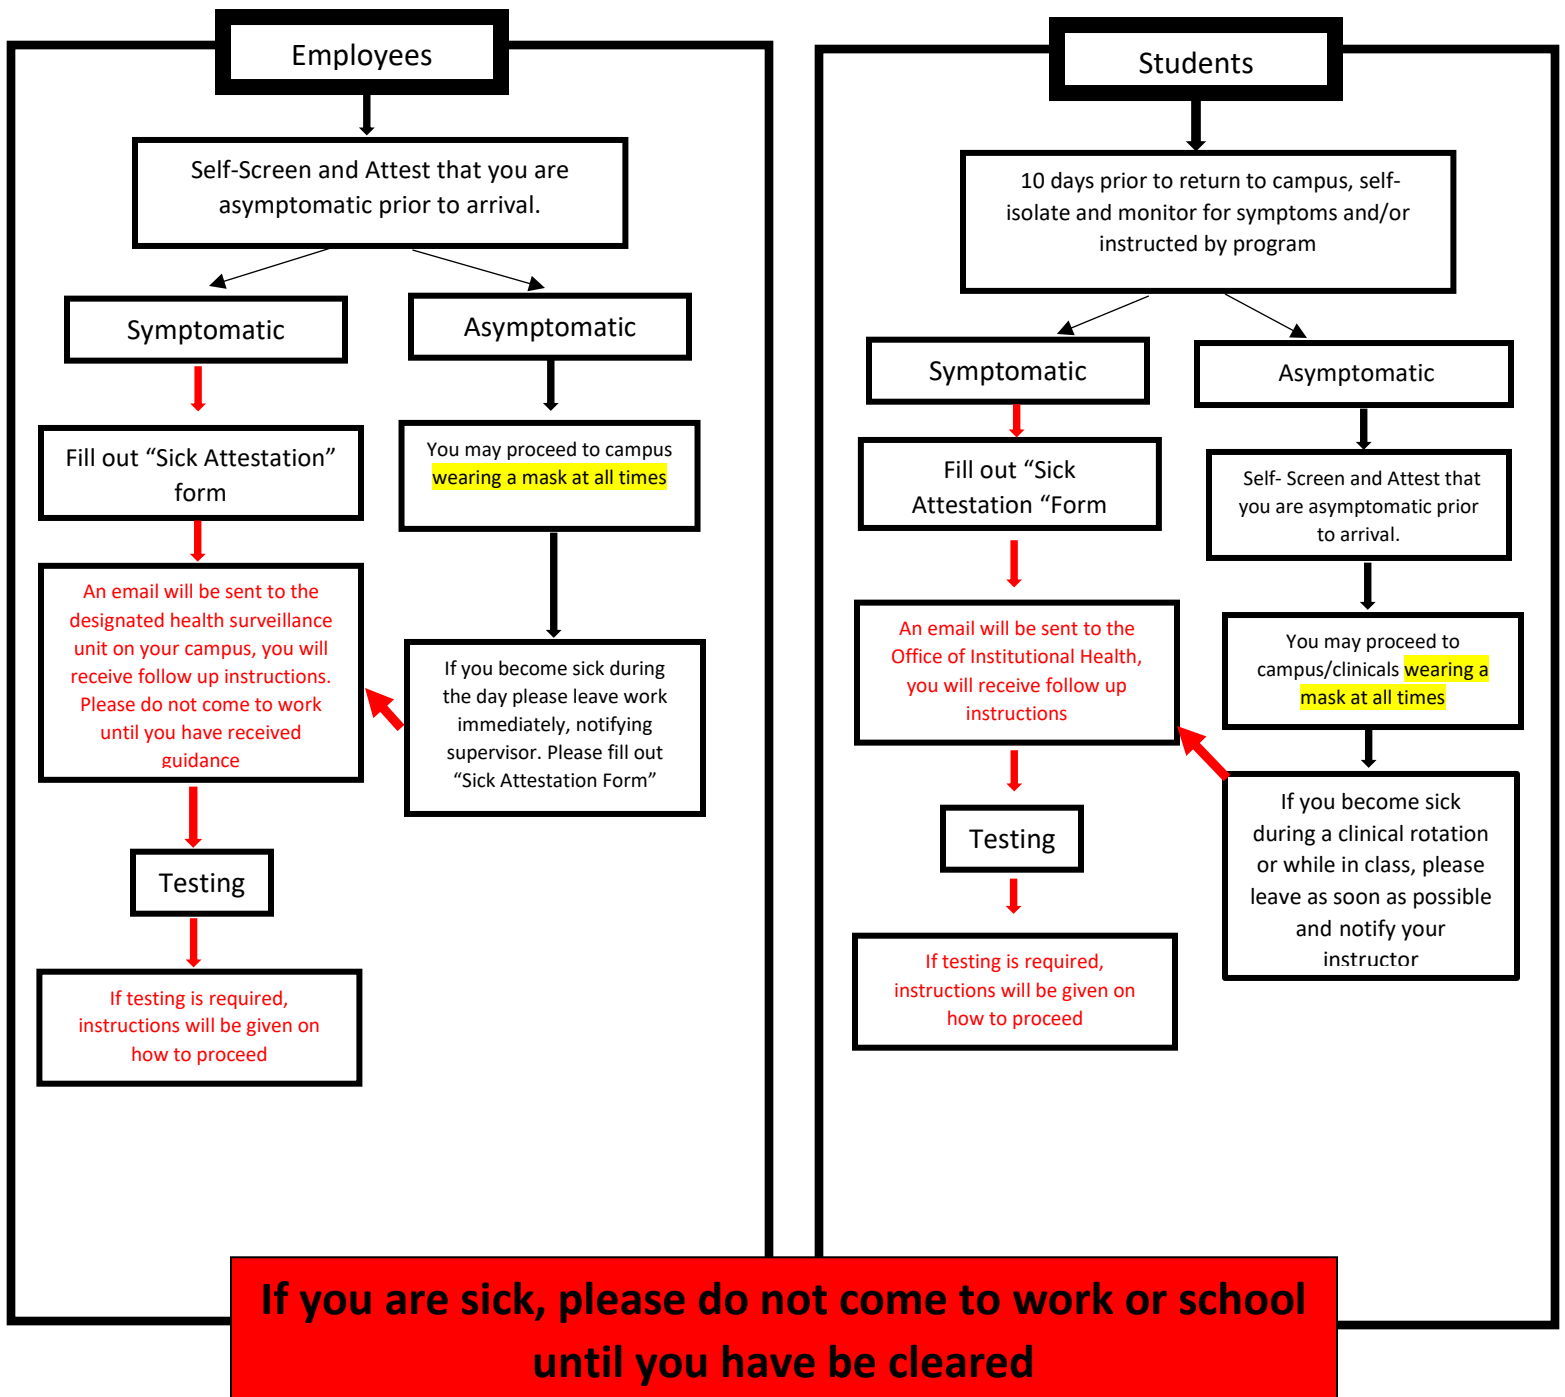 Employees
Self-Screen and Attest that you are
asymptomatic prior to arrival.
Symptomatic
Asymptomatic
Fill out “Sick Attestation”
form
You may proceed to campus
wearing a mask at all times
An email will be sent to the
designated health surveillance
unit on your campus, you will
receive follow up instructions.
Please do not come to work
until you have received
guidance
If you become sick during
the day please leave work
immediately, notifying
supervisor. Please fill out
“Sick Attestation Form”
Testing
If testing is required,
instructions will be given on
how to proceed
Students
10 days prior to return to campus, self-
isolate and monitor for symptoms and/or
instructed by program
Symptomatic
Asymptomatic
Fill out “Sick
Attestation “Form
Self- Screen and Attest that
you are asymptomatic prior
to arrival.
An email will be sent to the
Office of Institutional Health,
you will receive follow up
instructions
You may proceed to
campus/clinicals wearing a
mask at all times
Testing
If you become sick
during a clinical rotation
or while in class, please
leave as soon as possible
and notify your
instructor
If testing is required,
instructions will be given on
how to proceed
If you are sick, please do not come to work or school
until you have be cleared